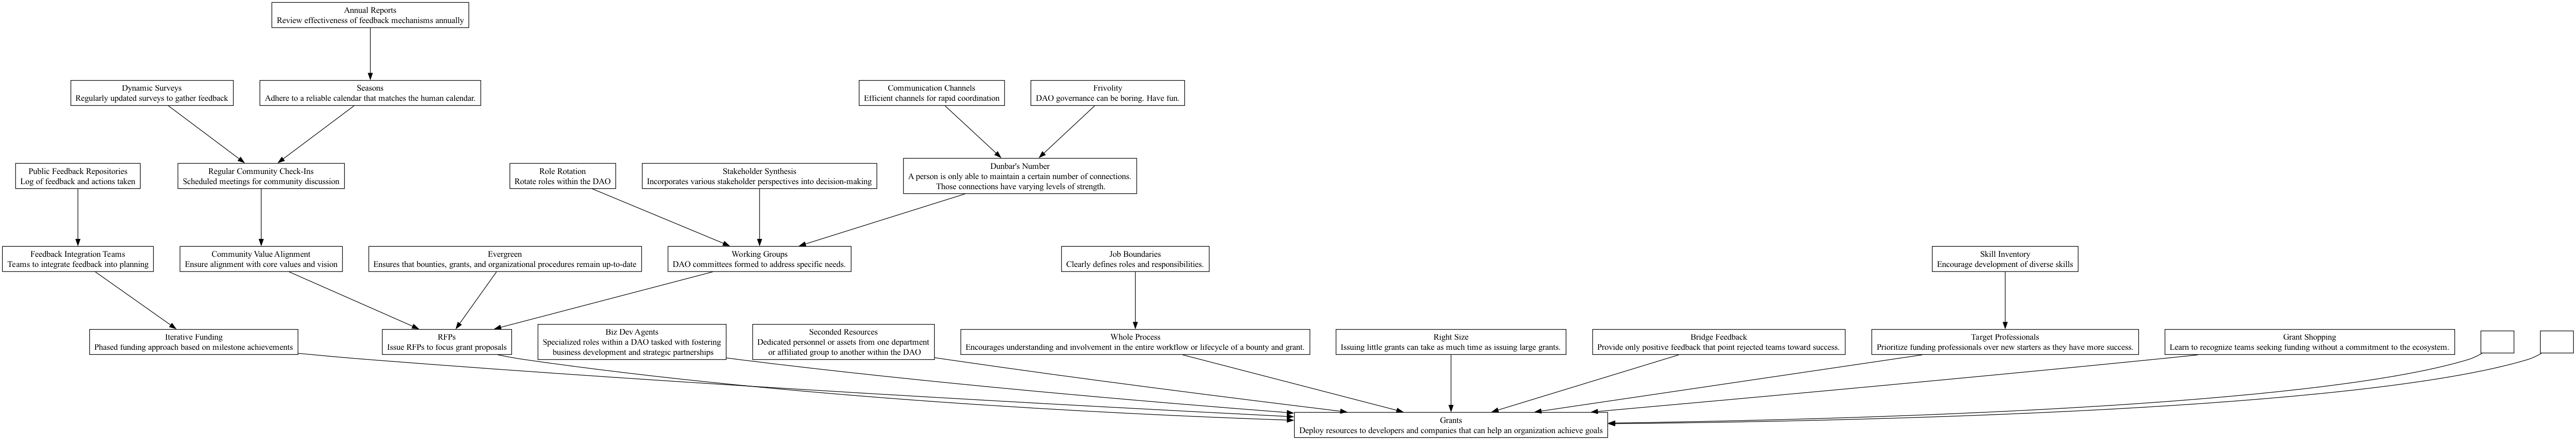 Annual Reports
Review effectiveness of feedback mechanisms annually
Dynamic Surveys
Regularly updated surveys to gather feedback
Seasons
Adhere to a reliable calendar that matches the human calendar.
Communication Channels
Efficient channels for rapid coordination
Frivolity
DAO governance can be boring. Have fun.
Public Feedback Repositories
Log of feedback and actions taken
Regular Community Check-Ins
Scheduled meetings for community discussion
Role Rotation
Rotate roles within the DAO
Stakeholder Synthesis
Incorporates various stakeholder perspectives into decision-making
Dunbar's Number
A person is only able to maintain a certain number of connections.
Those connections have varying levels of strength.
Feedback Integration Teams
Teams to integrate feedback into planning
Community Value Alignment
Ensure alignment with core values and vision
Evergreen
Ensures that bounties, grants, and organizational procedures remain up-to-date
Working Groups
DAO committees formed to address specific needs.
Job Boundaries
Clearly defines roles and responsibilities.
Skill Inventory
Encourage development of diverse skills
Iterative Funding
Phased funding approach based on milestone achievements
RFPs
Issue RFPs to focus grant proposals
Biz Dev Agents
Specialized roles within a DAO tasked with fostering
business development and strategic partnerships
Seconded Resources
Dedicated personnel or assets from one department
or affiliated group to another within the DAO
Whole Process
Encourages understanding and involvement in the entire workflow or lifecycle of a bounty and grant.
Right Size
Issuing little grants can take as much time as issuing large grants.
Bridge Feedback
Provide only positive feedback that point rejected teams toward success.
Target Professionals
Prioritize funding professionals over new starters as they have more success.
Grant Shopping
Learn to recognize teams seeking funding without a commitment to the ecosystem.
Grants
Deploy resources to developers and companies that can help an organization achieve goals